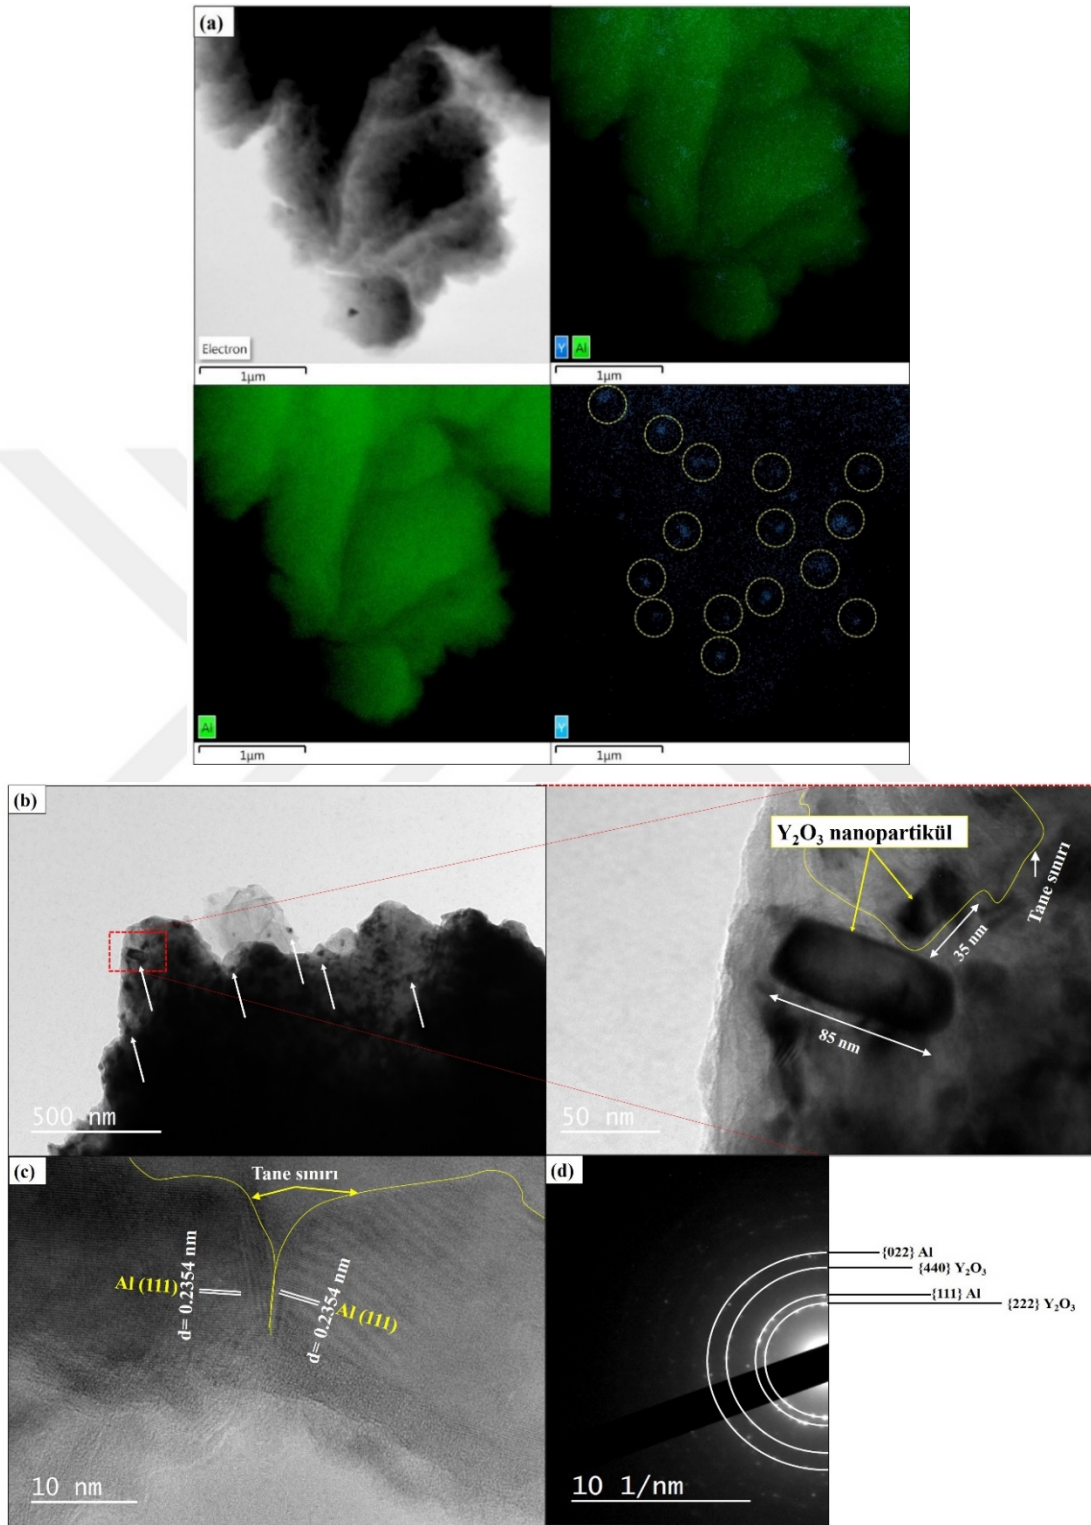 (a)
Electron
1µm
Y Al
1µm
Al
1µm
Y
1µm
(b)
500 nm
Y₂O₃ nanopartikül
Tane sınırı
35 nm
85 nm
50 nm
(c)
Tane sınırı
Al (111)
d= 0.2354 nm
d= 0.2354 nm
Al (111)
10 nm
(d)
{022} Al
{440} Y₂O₃
{111} Al
{222} Y₂O₃
10 1/nm